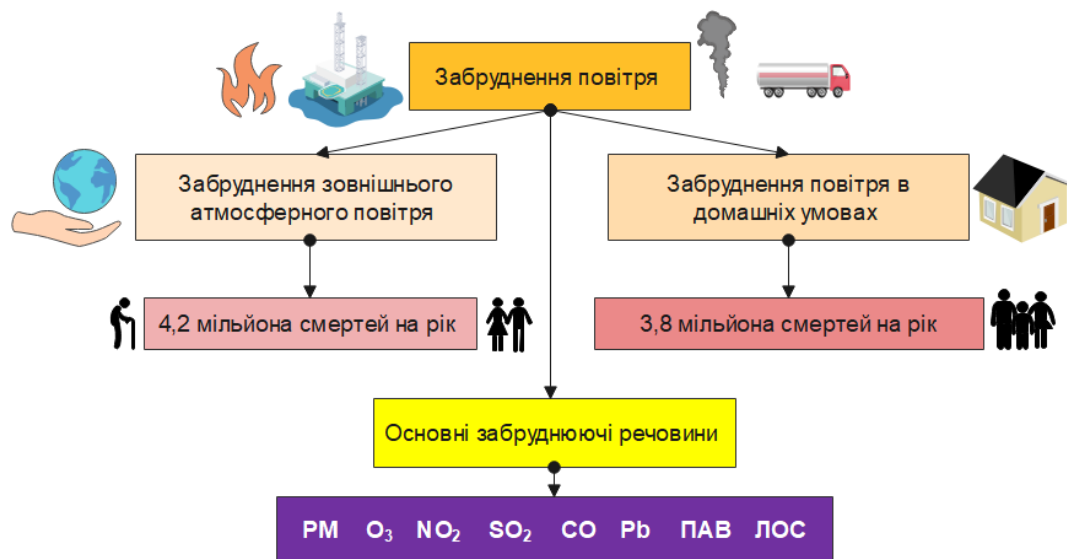 Забруднення повітря
Забруднення зовнішнього
атмосферного повітря
Забруднення повітря в
домашніх умовах
4,2 мільйона смертей на рік
3,8 мільйона смертей на рік
Основні забруднюючі речовини
PM O₃ NO₂ SO₂ CO Pb ПАВ ЛОС